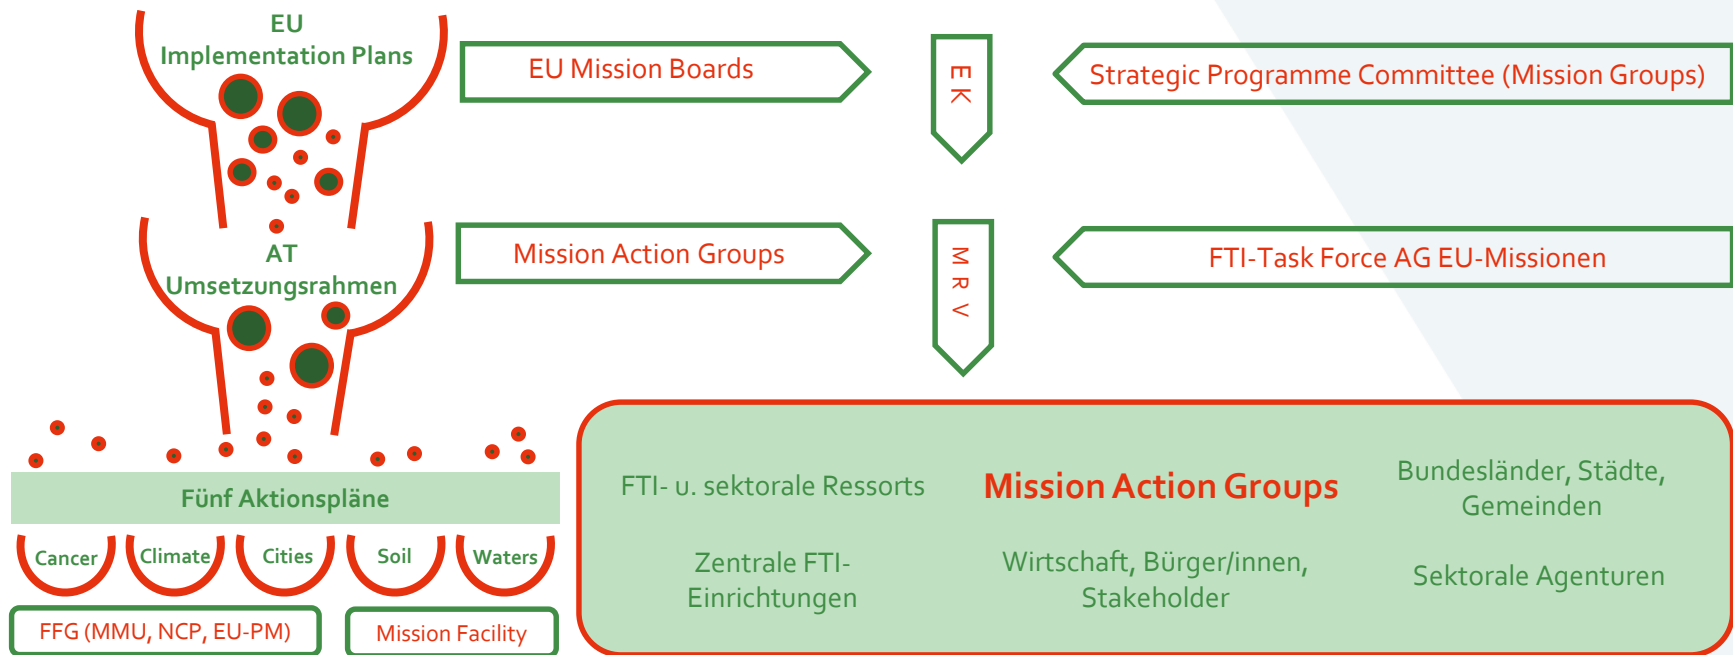 EU
Implementation Plans
EU Mission Boards
EK
Strategic Programme Committee (Mission Groups)
AT
Umsetzungsrahmen
Mission Action Groups
MRV
FTI-Task Force AG EU-Missionen
Fünf Aktionspläne
Cancer
Climate
Cities
Soil
Waters
FFG (MMU, NCP, EU-PM)
Mission Facility
FTI- u. sektorale Ressorts
Mission Action Groups
Bundesländer, Städte,
Gemeinden
Zentrale FTI-
Einrichtungen
Wirtschaft, Bürger/innen,
Stakeholder
Sektorale Agenturen